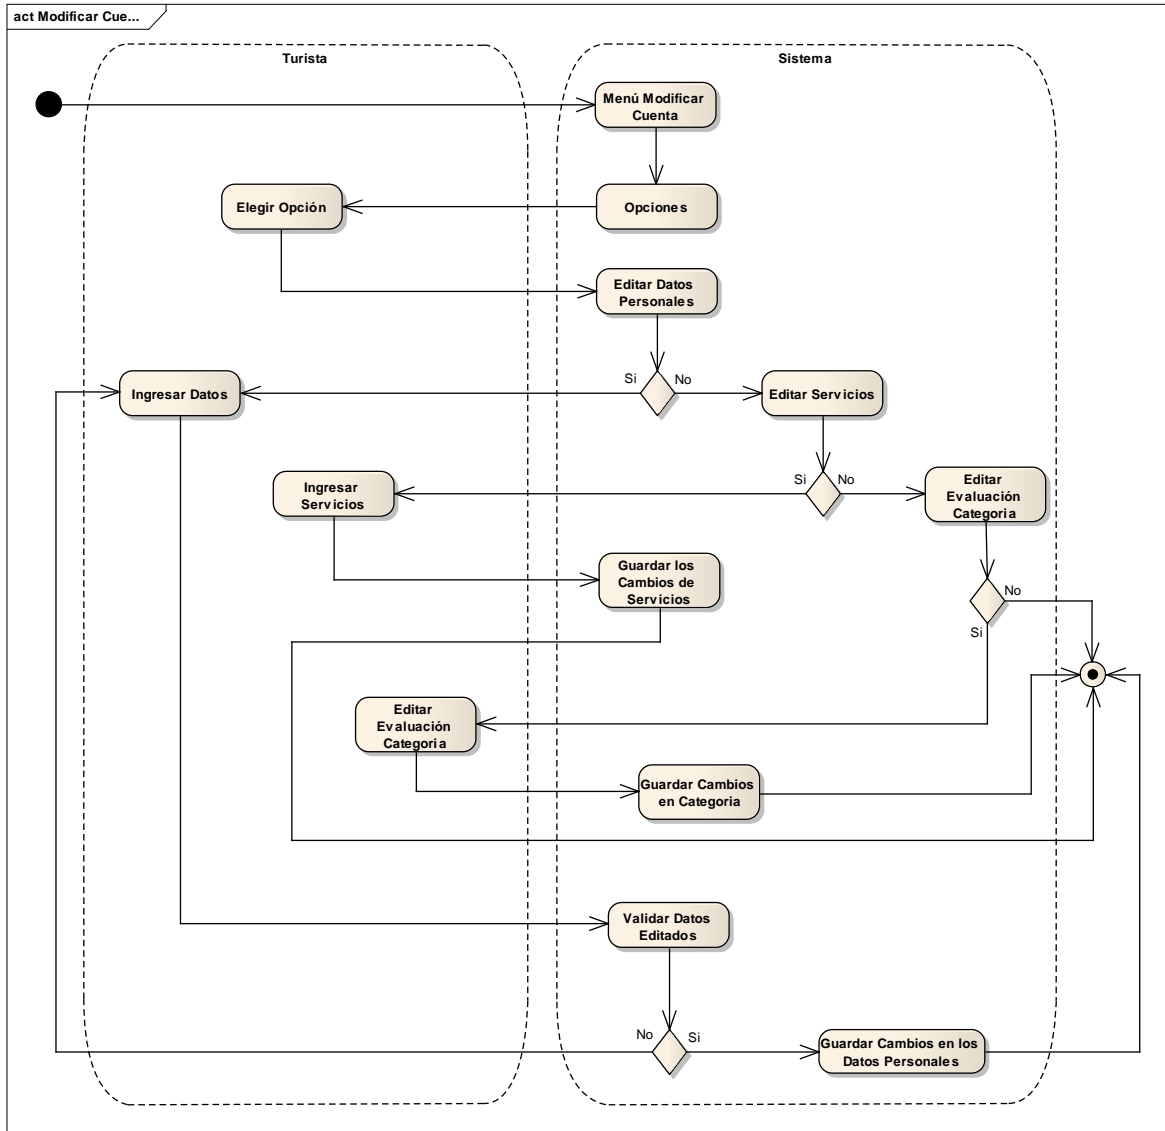 act Modificar Cue...
Turista
Sistema
Menú Modificar
Cuenta
Elegir Opción
Opciones
Editar Datos
Personales
Si
No
Ingresar Datos
Editar Servicios
Si
No
Ingresar
Servicios
Editar
Evaluación
Categoria
Guardar los
Cambios de
Servicios
No
Si
Editar
Evaluación
Categoria
Guardar Cambios
en Categoria
Validar Datos
Editados
No
Si
Guardar Cambios en los
Datos Personales